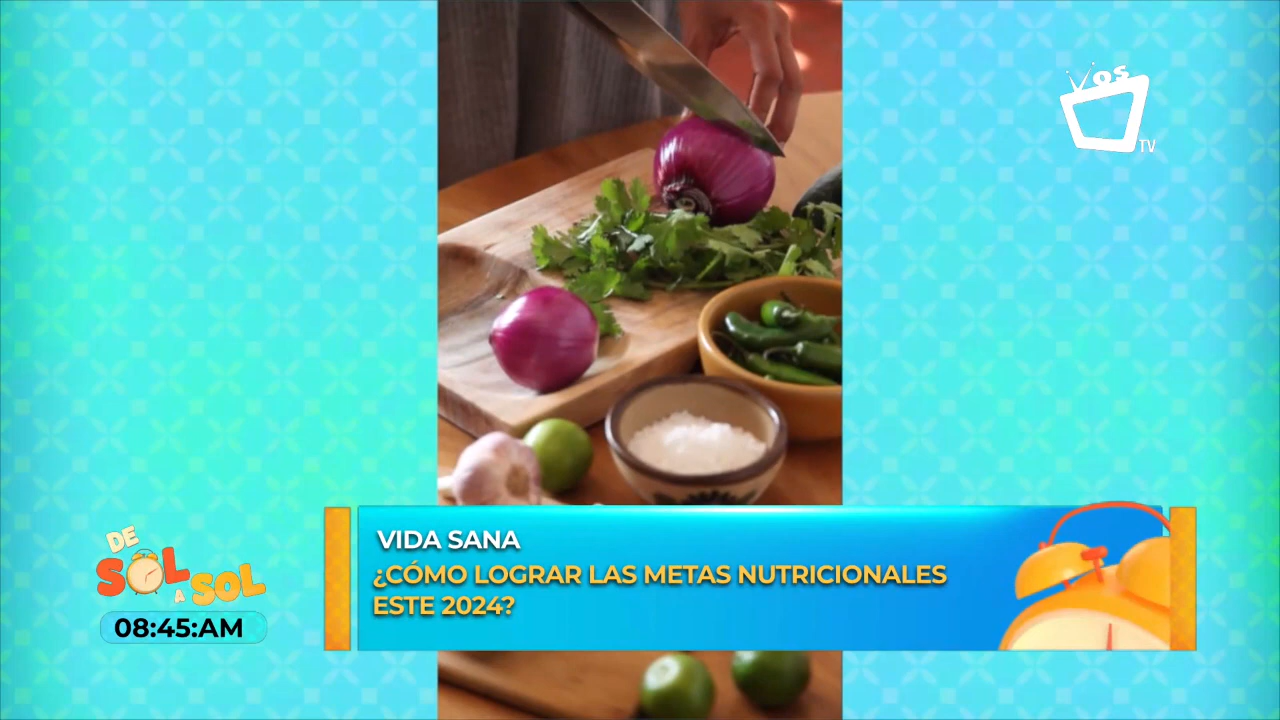 VOS
TV
VIDA SANA
¿CÓMO LOGRAR LAS METAS NUTRICIONALES
ESTE 2024?
DE
SOL
A SOL
08:45:AM